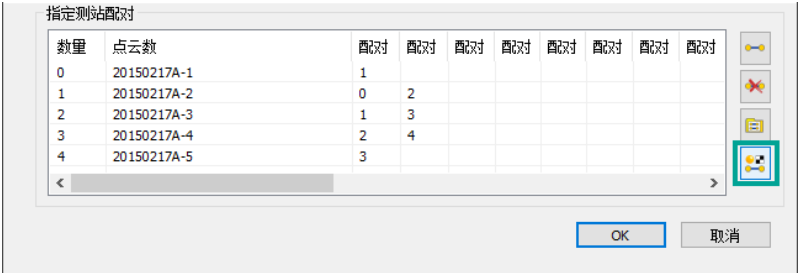 指定测站配对
数量 点云数 配对 配对 配对 配对 配对 配对 配对 配对
0 20150217A-1 1
1 20150217A-2 0 2
2 20150217A-3 1 3
3 20150217A-4 2 4
4 20150217A-5 3
OK 取消